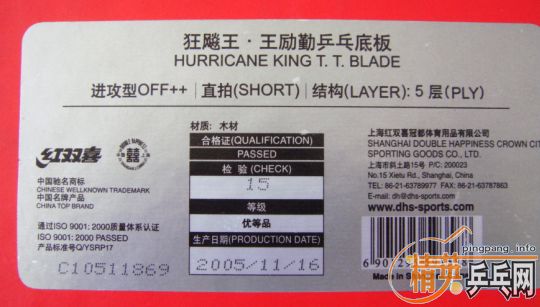 狂飚王·王励勤乒乓底板
HURRICANE KING T. T. BLADE
进攻型OFF++ 直拍(SHORT) 结构(LAYER): 5 层(PLY)
红双喜
DOUBLE HAPPINESS
中国驰名商标
CHINESE WELLKNOWN TRADEMARK
中国名牌产品
CHINA TOP BRAND
通过ISO 9001: 2000质量体系认证
ISO 9001: 2000 PASSED
产品标准号Q/YSRP17
C10511869
材质: 木材
合格证(QUALIFICATION)
PASSED
检 验 (CHECK)
15
等级
优等品
生产日期(PRODUCTION DATE)
2005/11/16
上海红双喜冠都体育用品有限公司
SHANGHAI DOUBLE HAPPINESS CROWN CIT
SPORTING GOODS CO., LTD.
上海市斜土路15号 P/C: 200023
No.15 Xietu Rd., Shanghai, China
TEL: 86-21-63789977 FAX: 86-21-63787863
E-mail: dh@dhs-sports.com
www.dhs-sports.com
6 901295
Made in S
pingpang.info
精英乒乓网